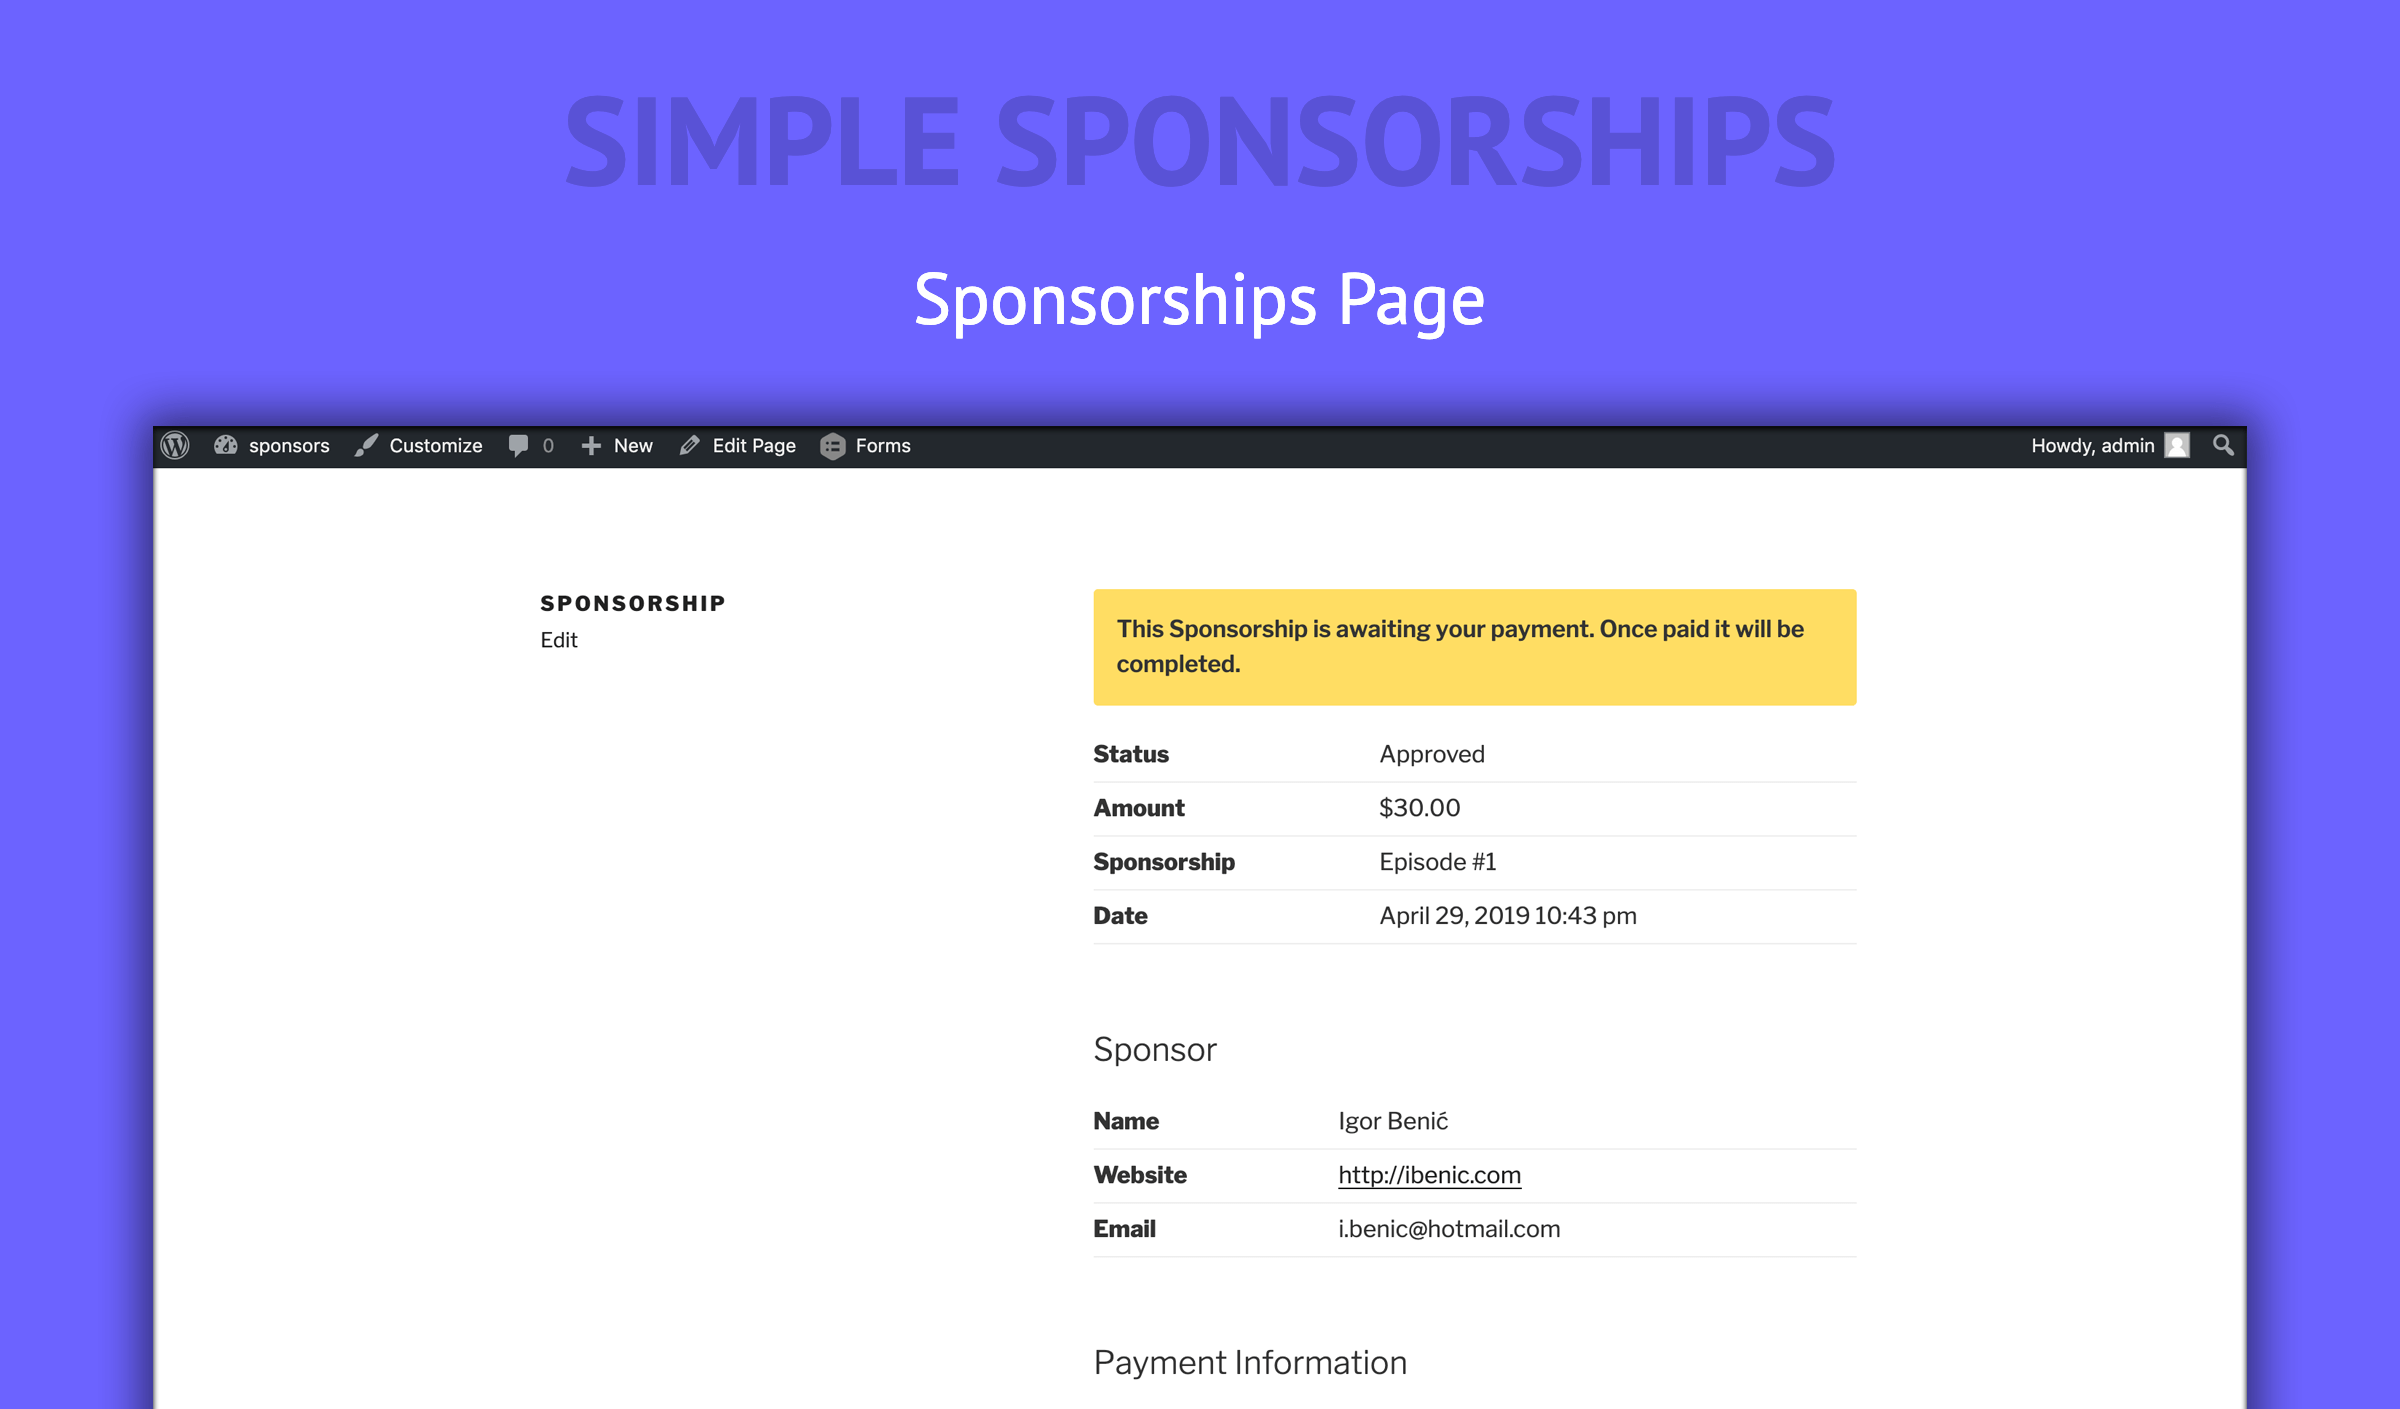 SIMPLE SPONSORSHIPS
Sponsorships Page
sponsors Customize 0 New Edit Page Forms Howdy, admin
SPONSORSHIP
Edit
This Sponsorship is awaiting your payment. Once paid it will be
completed.
Status Approved
Amount $30.00
Sponsorship Episode #1
Date April 29, 2019 10:43 pm
Sponsor
Name Igor Benić
Website http://ibenic.com
Email i.benic@hotmail.com
Payment Information